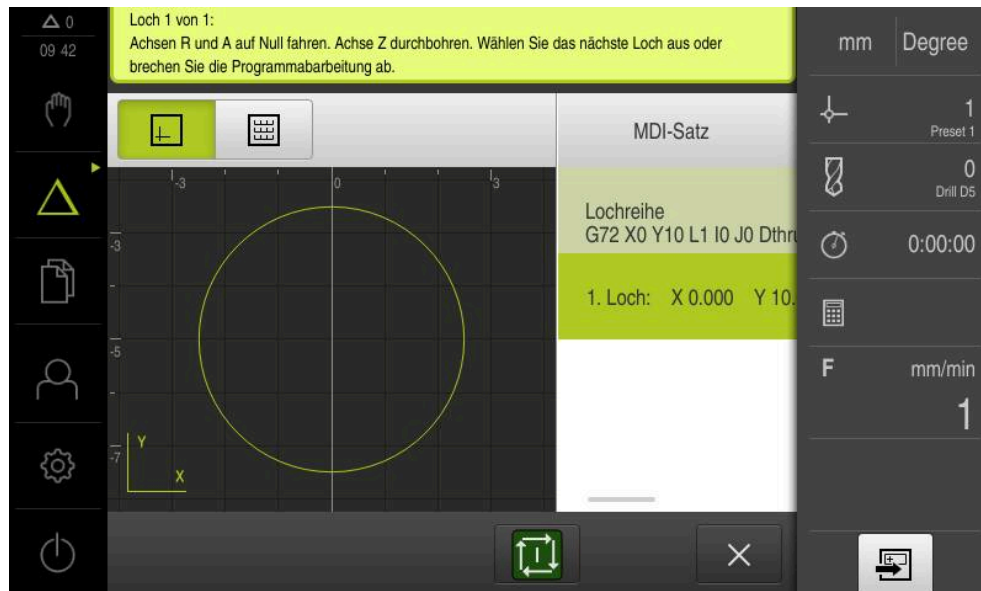 0
09 42
Loch 1 von 1:
Achsen R und A auf Null fahren. Achse Z durchbohren. Wählen Sie das nächste Loch aus oder
brechen Sie die Programmabarbeitung ab.
mm Degree
MDI-Satz
1
Preset 1
0
Drill D5
-3 0 3
-3
-5
-7
Y
X
Lochreihe
G72 X0 Y10 L1 I0 J0 Dthru
1. Loch: X 0.000 Y 10.
0:00:00
F mm/min
1